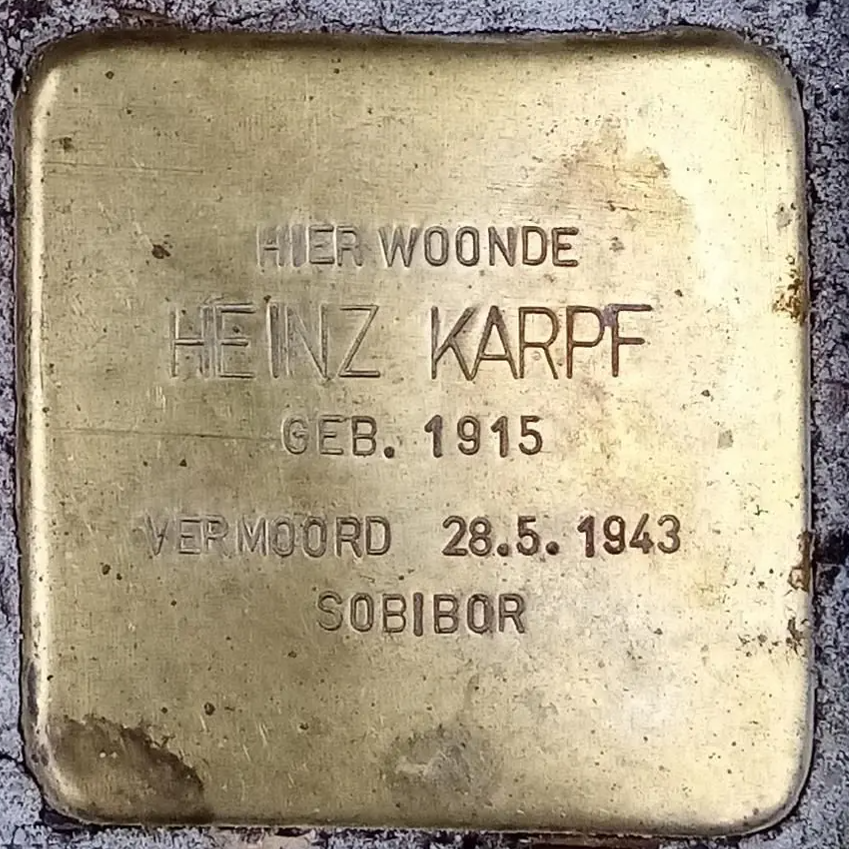 HIER WOONDE
HEINZ KARPF
GEB. 1915
VERMOORD 28.5.1943
SOBIBOR